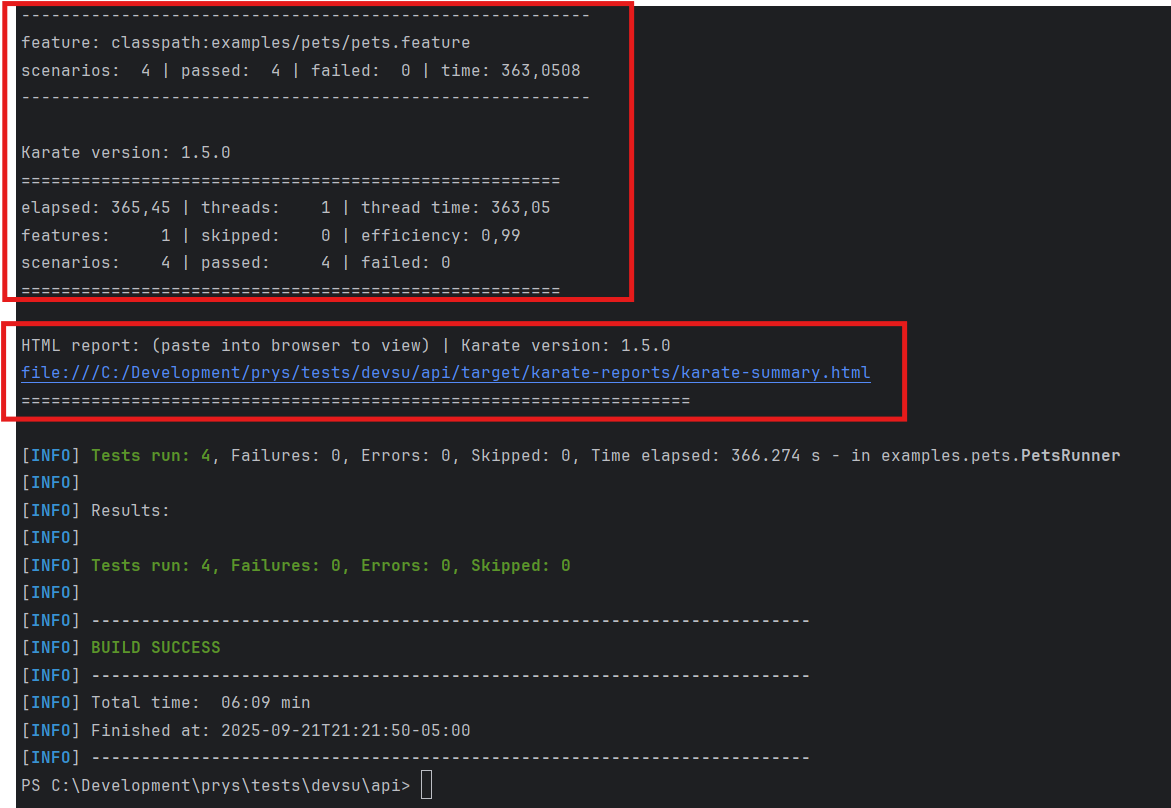 ---------------------------------------------------------
feature: classpath:examples/pets/pets.feature
scenarios:  4 | passed:  4 | failed:  0 | time: 363,0508
---------------------------------------------------------
Karate version: 1.5.0
======================================================
elapsed: 365,45 | threads:    1 | thread time: 363,05
features:     1 | skipped:    0 | efficiency: 0,99
scenarios:    4 | passed:     4 | failed: 0
======================================================
HTML report: (paste into browser to view) | Karate version: 1.5.0
file:///C:/Development/prys/tests/devsu/api/target/karate-reports/karate-summary.html
===================================================================
[INFO] Tests run: 4, Failures: 0, Errors: 0, Skipped: 0, Time elapsed: 366.274 s - in examples.pets.PetsRunner
[INFO]
[INFO] Results:
[INFO]
[INFO] Tests run: 4, Failures: 0, Errors: 0, Skipped: 0
[INFO]
[INFO] ------------------------------------------------------------------------
[INFO] BUILD SUCCESS
[INFO] ------------------------------------------------------------------------
[INFO] Total time:  06:09 min
[INFO] Finished at: 2025-09-21T21:21:50-05:00
[INFO] ------------------------------------------------------------------------
PS C:\Development\prys\tests\devsu\api>